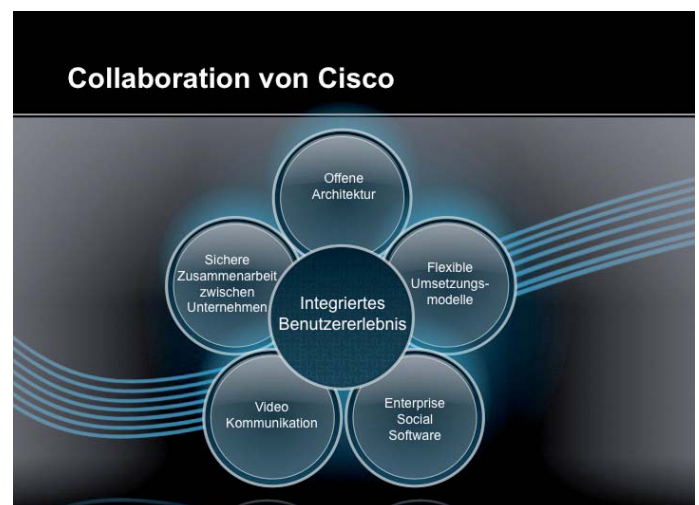 Collaboration von Cisco
Offene
Architektur
Sichere
Zusammenarbeit
zwischen
Unternehmen
Flexible
Umsetzungs-
modelle
Integriertes
Benutzererlebnis
Video
Kommunikation
Enterprise
Social
Software